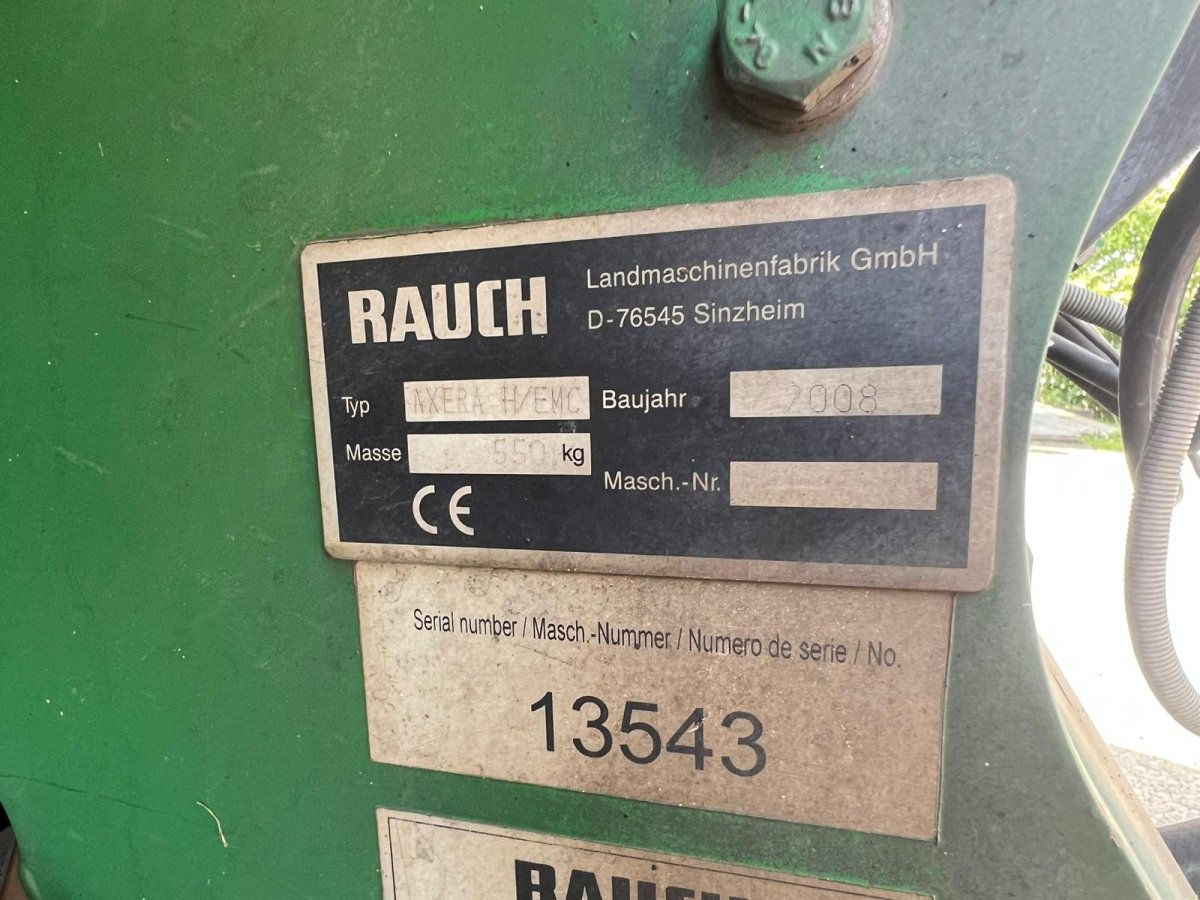 RAUCH
Landmaschinenfabrik GmbH
D-76545 Sinzheim
Typ AXERA H/EMC
Baujahr 2008
Masse 550 kg
Masch.-Nr.
CE
Serial number / Masch.-Nummer / Numero de serie / No.
13543
RAUCH